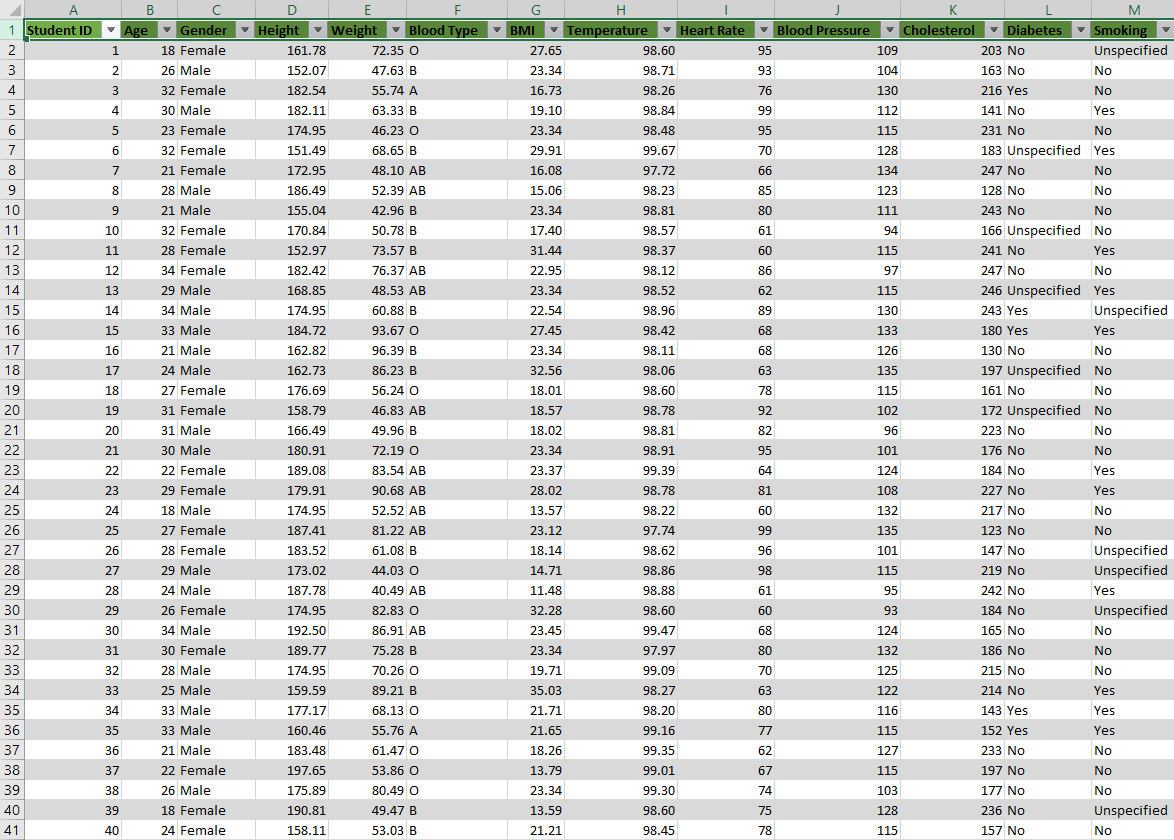 A B C D E F G H I J K L M
1 Student ID Age Gender Height Weight Blood Type BMI Temperature Heart Rate Blood Pressure Cholesterol Diabetes Smoking
2 1 18 Female 161.78 72.35 O 27.65 98.60 95 109 203 No Unspecified
3 2 26 Male 152.07 47.63 B 23.34 98.71 93 104 163 No No
4 3 32 Female 182.54 55.74 A 16.73 98.26 76 130 216 Yes No
5 4 30 Male 182.11 63.33 B 19.10 98.84 99 112 141 No Yes
6 5 23 Female 174.95 46.23 O 23.34 98.48 95 115 231 No No
7 6 32 Female 151.49 68.65 B 29.91 99.67 70 128 183 Unspecified Yes
8 7 21 Female 172.95 48.10 AB 16.08 97.72 66 134 247 No No
9 8 28 Male 186.49 52.39 AB 15.06 98.23 85 123 128 No No
10 9 21 Male 155.04 42.96 B 23.34 98.81 80 111 243 No No
11 10 32 Female 170.84 50.78 B 17.40 98.57 61 94 166 Unspecified No
12 11 28 Female 152.97 73.57 B 31.44 98.37 60 115 241 No Yes
13 12 34 Female 182.42 76.37 AB 22.95 98.12 86 97 247 No No
14 13 29 Male 168.85 48.53 AB 23.34 98.52 62 115 246 Unspecified Yes
15 14 34 Male 174.95 60.88 B 22.54 98.96 89 130 243 Yes Unspecified
16 15 33 Male 184.72 93.67 O 27.45 98.42 68 133 180 Yes Yes
17 16 21 Male 162.82 96.39 B 23.34 98.11 68 126 130 No No
18 17 24 Male 162.73 86.23 B 32.56 98.06 63 135 197 Unspecified No
19 18 27 Female 176.69 56.24 O 18.01 98.60 78 115 161 No No
20 19 31 Female 158.79 46.83 AB 18.57 98.78 92 102 172 Unspecified No
21 20 31 Male 166.49 49.96 B 18.02 98.81 82 96 223 No No
22 21 30 Male 180.91 72.19 O 23.34 98.91 95 101 176 No No
23 22 22 Female 189.08 83.54 AB 23.37 99.39 64 124 184 No Yes
24 23 29 Female 179.91 90.68 AB 28.02 98.78 81 108 227 No Yes
25 24 18 Male 174.95 52.52 AB 13.57 98.22 60 132 217 No No
26 25 27 Female 187.41 81.22 AB 23.12 97.74 99 135 123 No No
27 26 28 Female 183.52 61.08 B 18.14 98.62 96 101 147 No Unspecified
28 27 29 Male 173.02 44.03 O 14.71 98.86 98 115 219 No Unspecified
29 28 24 Male 187.78 40.49 AB 11.48 98.88 61 95 242 No Yes
30 29 26 Female 174.95 82.83 O 32.28 98.60 60 93 184 No Unspecified
31 30 34 Male 192.50 86.91 AB 23.45 99.47 68 124 165 No No
32 31 30 Female 189.77 75.28 B 23.34 97.97 80 132 186 No No
33 32 28 Male 174.95 70.26 O 19.71 99.09 70 125 215 No No
34 33 25 Male 159.59 89.21 B 35.03 98.27 63 122 214 No Yes
35 34 33 Male 177.17 68.13 O 21.71 98.20 80 116 143 Yes Yes
36 35 33 Male 160.46 55.76 A 21.65 99.16 77 115 152 Yes Yes
37 36 21 Male 183.48 61.47 O 18.26 99.35 62 127 233 No No
38 37 22 Female 197.65 53.86 O 13.79 99.01 67 115 197 No No
39 38 26 Male 175.89 80.49 O 23.34 99.30 74 103 177 No No
40 39 18 Female 190.81 49.47 B 13.59 98.60 75 128 236 No Unspecified
41 40 24 Female 158.11 53.03 B 21.21 98.45 78 115 157 No No